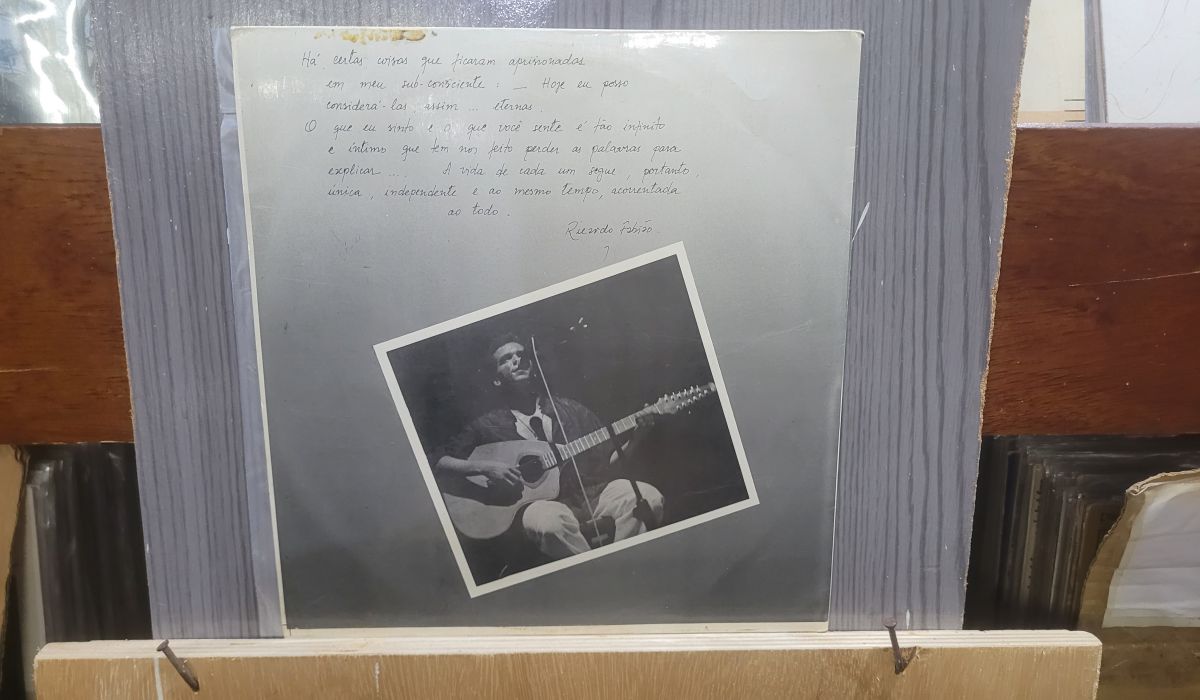 Há certas coisas que ficaram aprisionadas
em meu sub-consciente : — Hoje eu posso
considerá-las assim ... eternas .
O que eu sinto e o que você sente é tão infinito
e íntimo que tem nos feito perder as palavras para
explicar .... A vida de cada um segue , portanto ,
única , independente e ao mesmo tempo, acorrentada
ao todo .
Ricardo Fabião